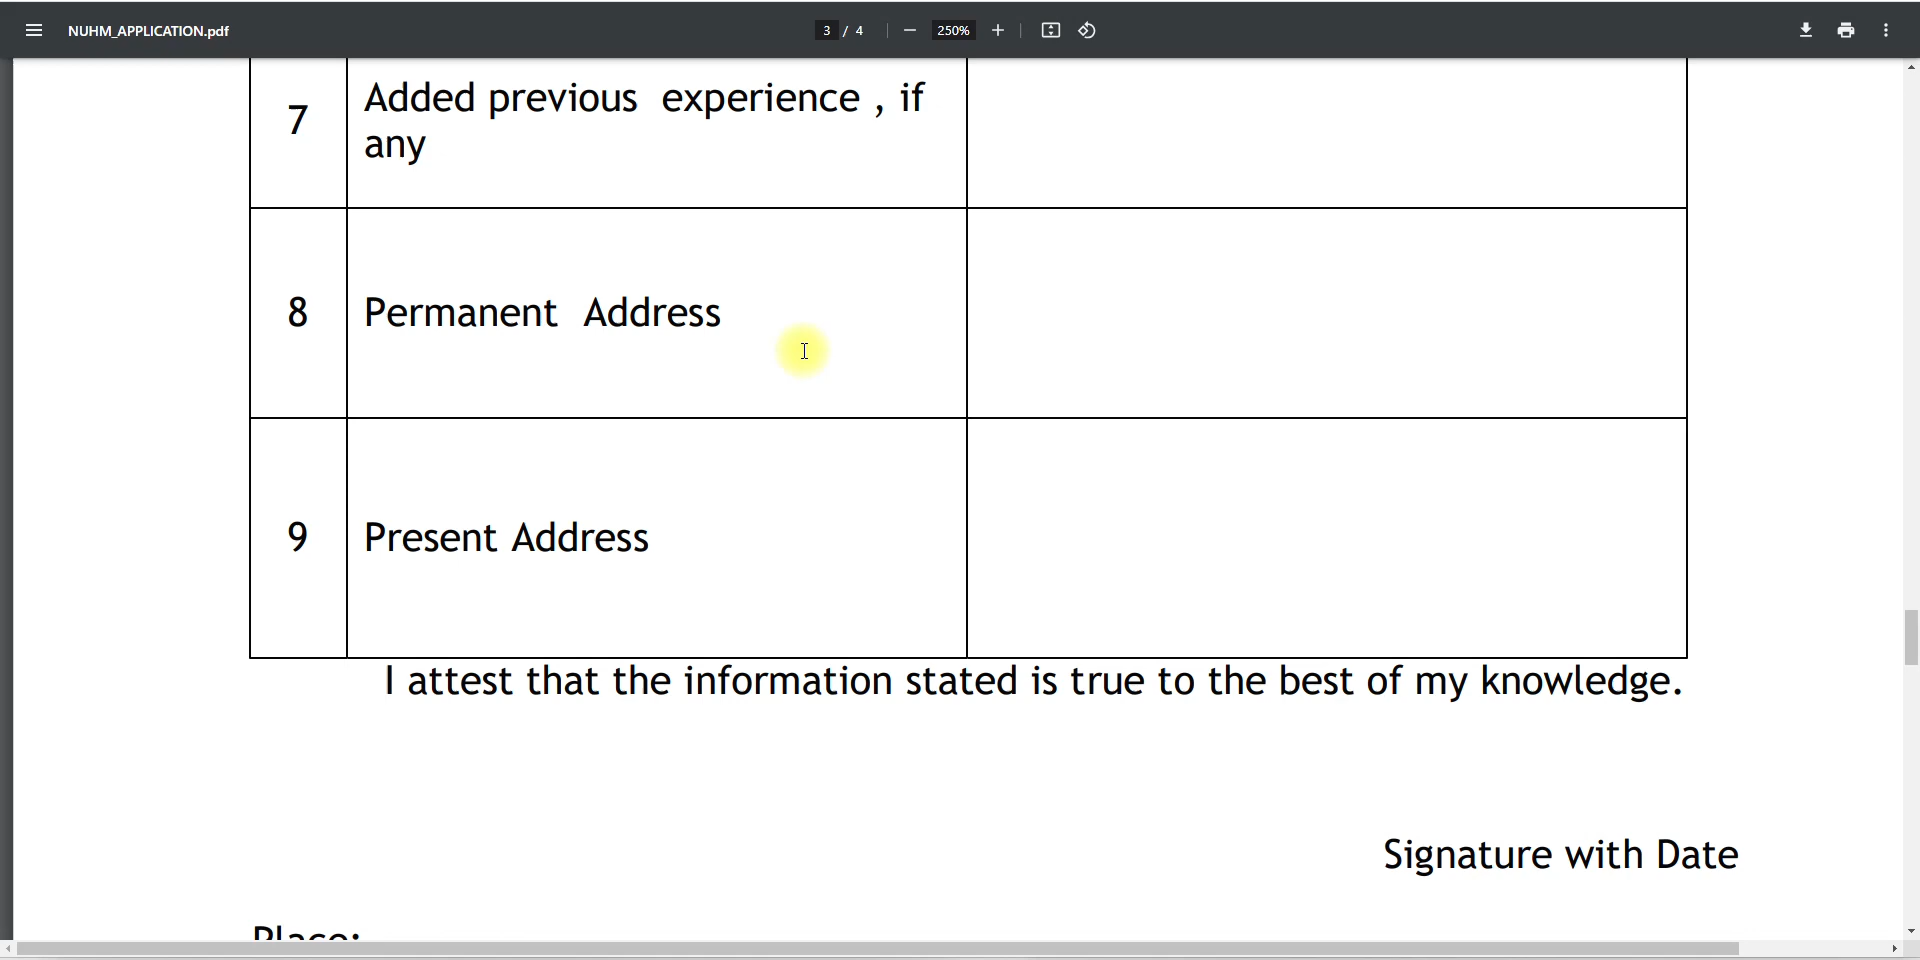 NUHM_APPLICATION.pdf
3 / 4
250%
7
Added previous  experience , if
any
8
Permanent  Address
9
Present Address
I attest that the information stated is true to the best of my knowledge.
Signature with Date
Place: